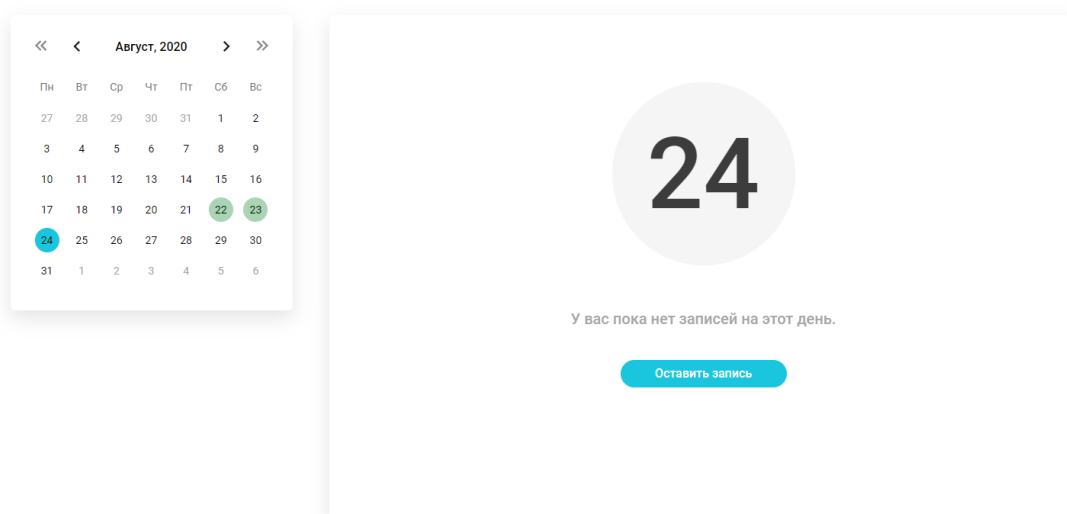 Август, 2020
Пн Вт Ср Чт Пт Сб Вс
27 28 29 30 31 1 2
3 4 5 6 7 8 9
10 11 12 13 14 15 16
17 18 19 20 21 22 23
24 25 26 27 28 29 30
31 1 2 3 4 5 6
24
У вас пока нет записей на этот день.
Оставить запись